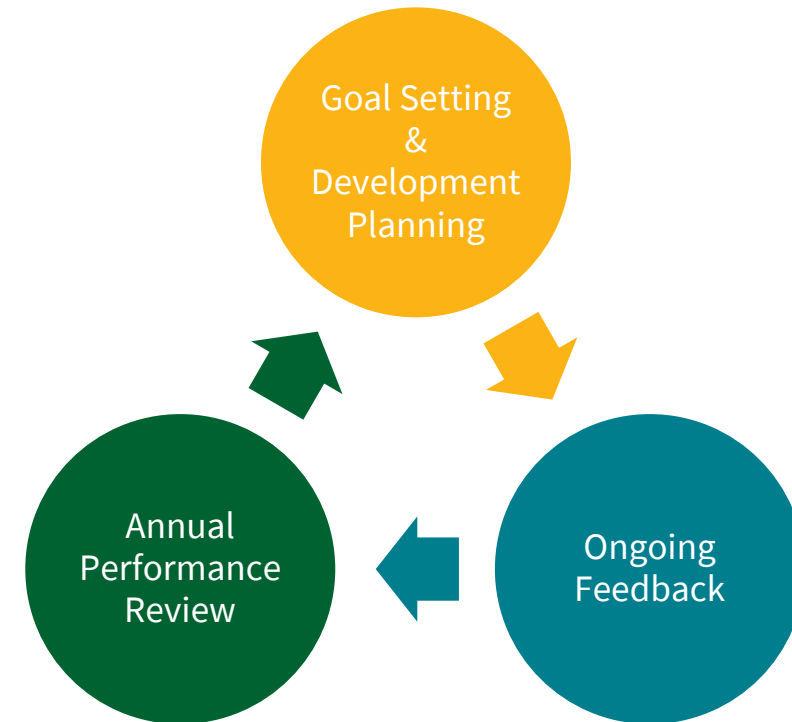 Goal Setting
&
Development
Planning
Annual
Performance
Review
Ongoing
Feedback